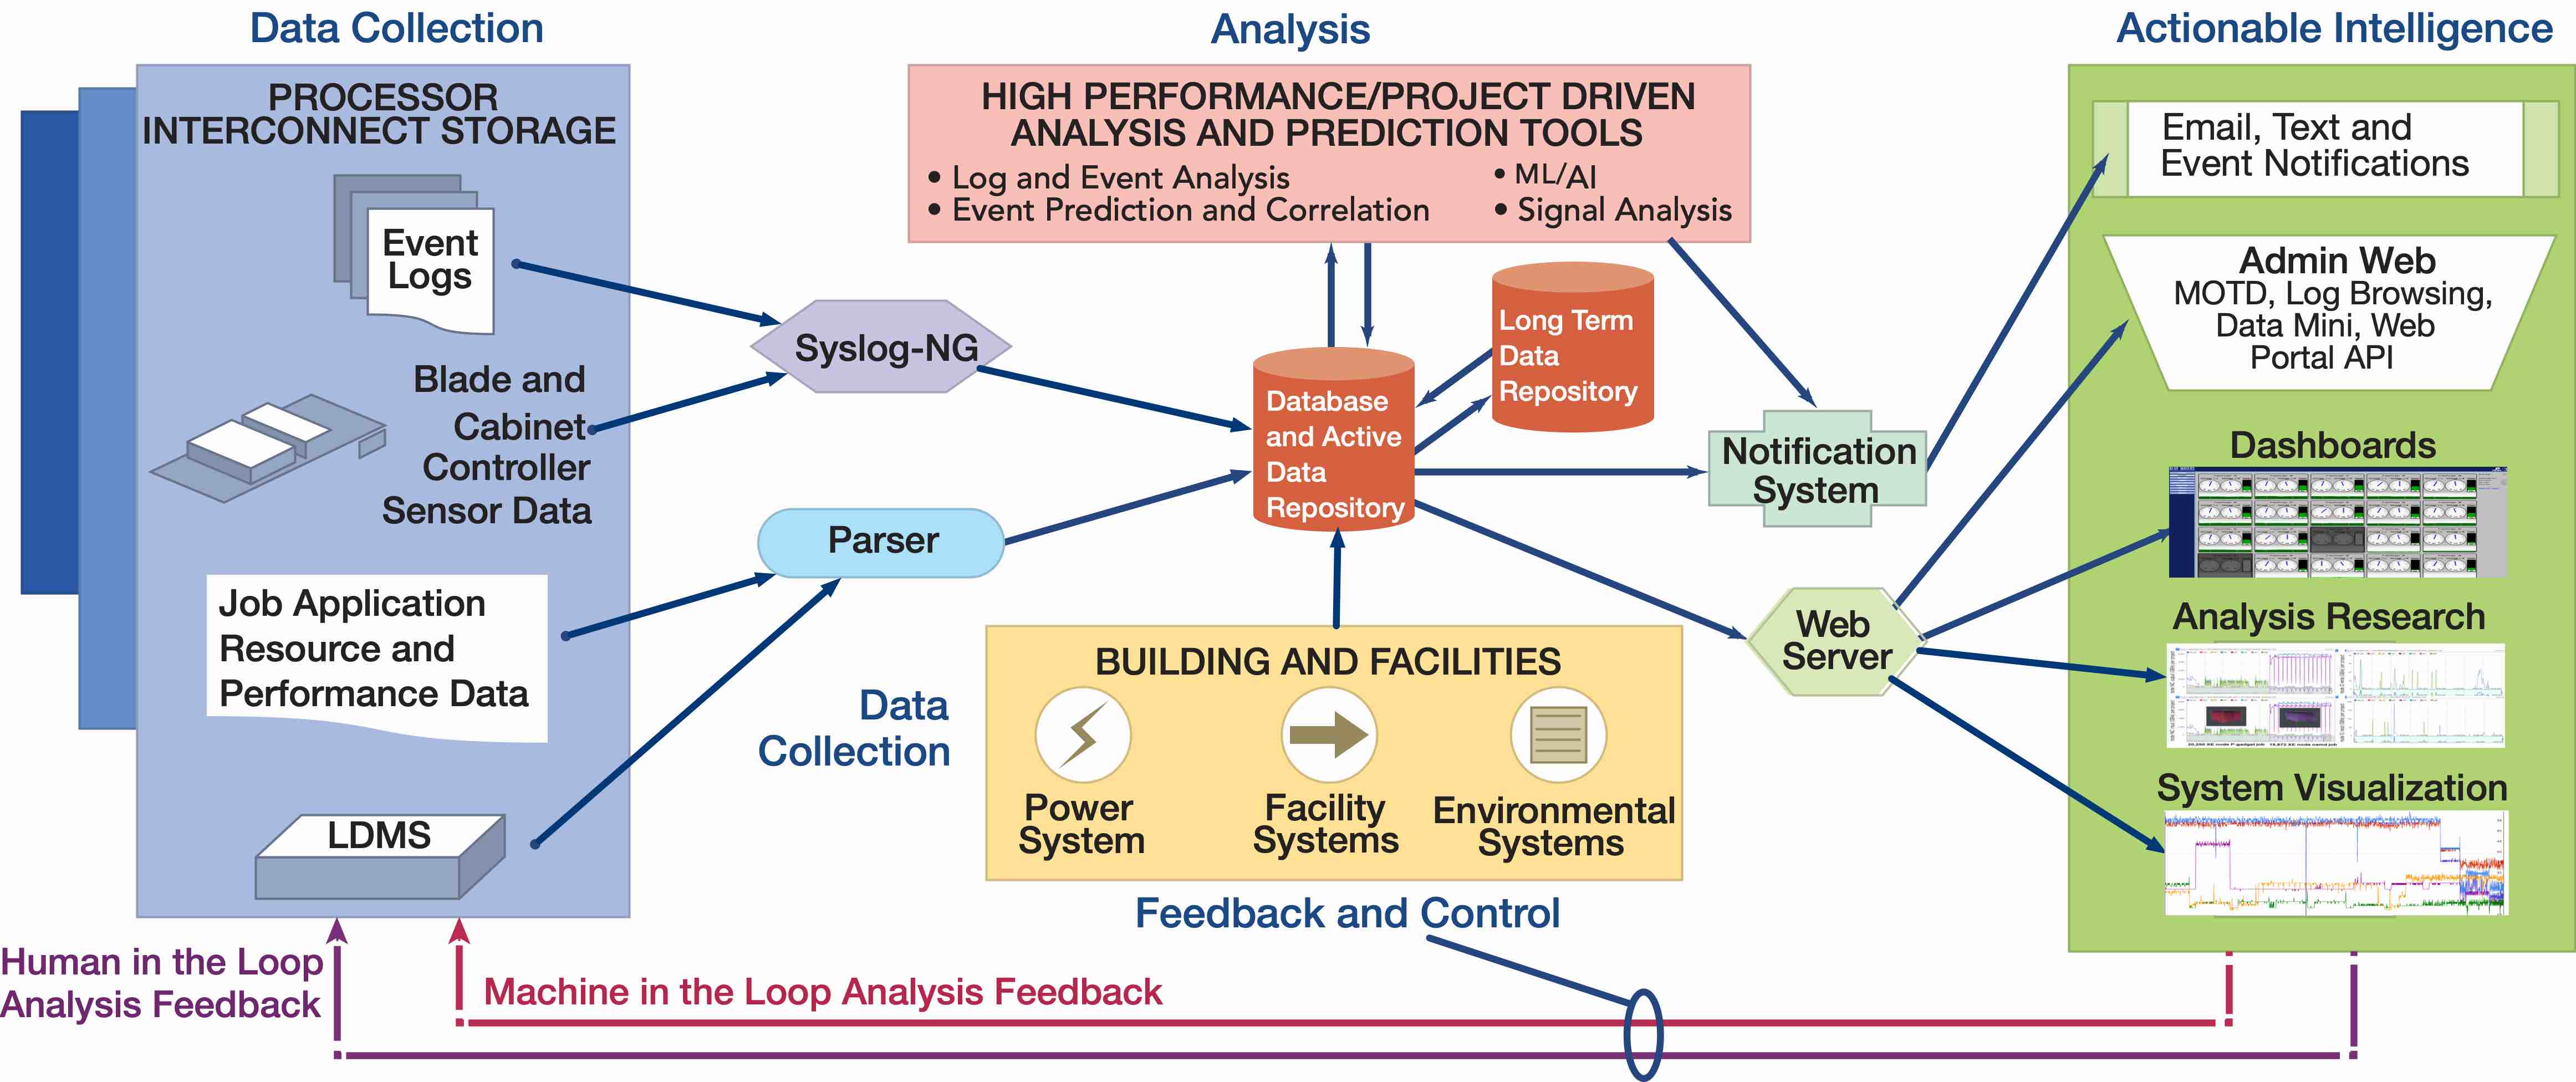 Data Collection
Analysis
Actionable Intelligence
PROCESSOR
INTERCONNECT STORAGE
Event
Logs
Blade and
Cabinet
Controller
Sensor Data
Job Application
Resource and
Performance Data
LDMS
Syslog-NG
Parser
HIGH PERFORMANCE/PROJECT DRIVEN
ANALYSIS AND PREDICTION TOOLS
• Log and Event Analysis
• Event Prediction and Correlation
• ML/AI
• Signal Analysis
Long Term
Data
Repository
Database
and Active
Data
Repository
Notification
System
Web
Server
Data
Collection
BUILDING AND FACILITIES
Power
System
Facility
Systems
Environmental
Systems
Email, Text and
Event Notifications
Admin Web
MOTD, Log Browsing,
Data Mini, Web
Portal API
Dashboards
Analysis Research
System Visualization
Feedback and Control
Human in the Loop
Analysis Feedback
Machine in the Loop Analysis Feedback